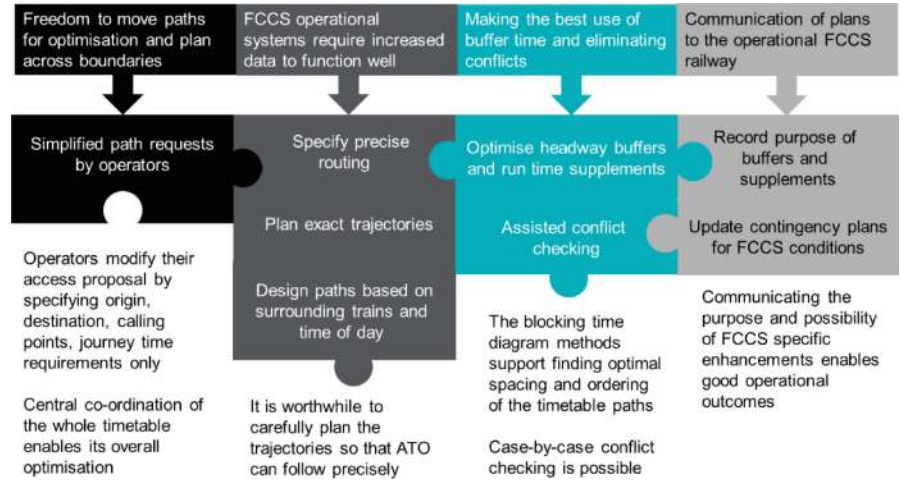 Freedom to move paths
for optimisation and plan
across boundaries
FCCS operational
systems require increased
data to function well
Making the best use of
buffer time and eliminating
conflicts
Communication of plans
to the operational FCCS
railway
Simplified path requests
by operators
Operators modify their
access proposal by
specifying origin,
destination, calling
points, journey time
requirements only
Central co-ordination of
the whole timetable
enables its overall
optimisation
Specify precise
routing
Plan exact trajectories
Design paths based on
surrounding trains and
time of day
It is worthwhile to
carefully plan the
trajectories so that ATO
can follow precisely
Optimise headway buffers
and run time supplements
Assisted conflict
checking
The blocking time
diagram methods
support finding optimal
spacing and ordering
of the timetable paths
Case-by-case conflict
checking is possible
Record purpose of
buffers and
supplements
Update contingency plans
for FCCS conditions
Communicating the
purpose and possibility
of FCCS specific
enhancements enables
good operational
outcomes